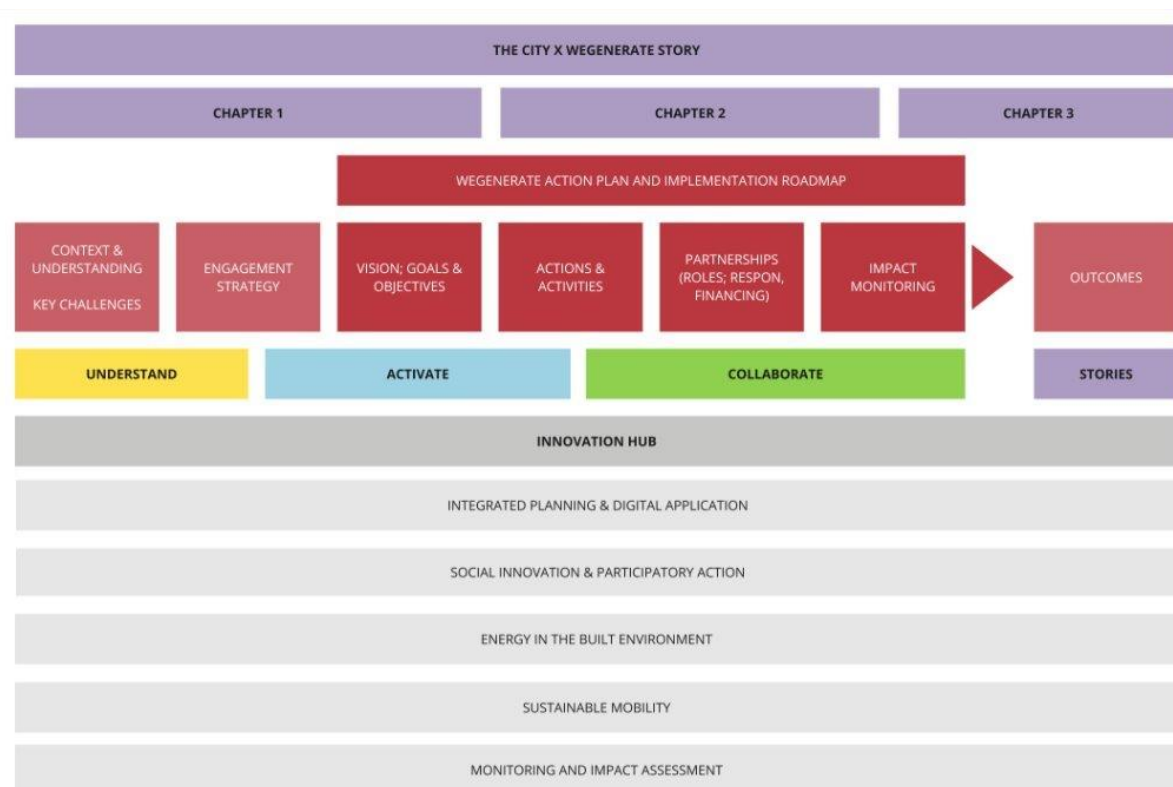 THE CITY X WEGENERATE STORY
CHAPTER 1
CHAPTER 2
CHAPTER 3
WEGENERATE ACTION PLAN AND IMPLEMENTATION ROADMAP
CONTEXT &
UNDERSTANDING
KEY CHALLENGES
ENGAGEMENT
STRATEGY
VISION; GOALS &
OBJECTIVES
ACTIONS &
ACTIVITIES
PARTNERSHIPS
(ROLES; RESPON,
FINANCING)
IMPACT
MONITORING
OUTCOMES
UNDERSTAND
ACTIVATE
COLLABORATE
STORIES
INNOVATION HUB
INTEGRATED PLANNING & DIGITAL APPLICATION
SOCIAL INNOVATION & PARTICIPATORY ACTION
ENERGY IN THE BUILT ENVIRONMENT
SUSTAINABLE MOBILITY
MONITORING AND IMPACT ASSESSMENT